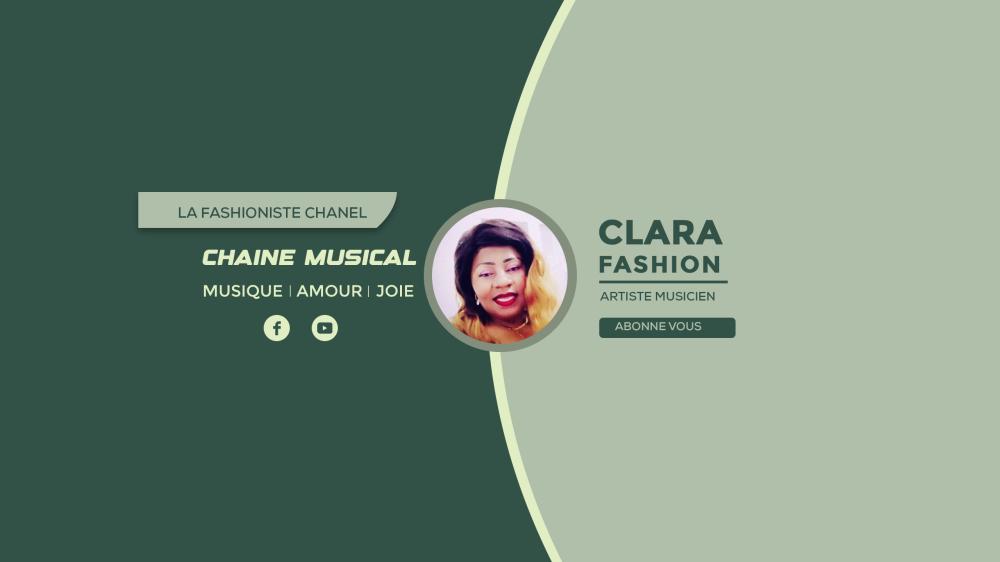 LA FASHIONISTE CHANEL
CHAINE MUSICAL
MUSIQUE | AMOUR | JOIE
CLARA
FASHION
ARTISTE MUSICIEN
ABONNE VOUS